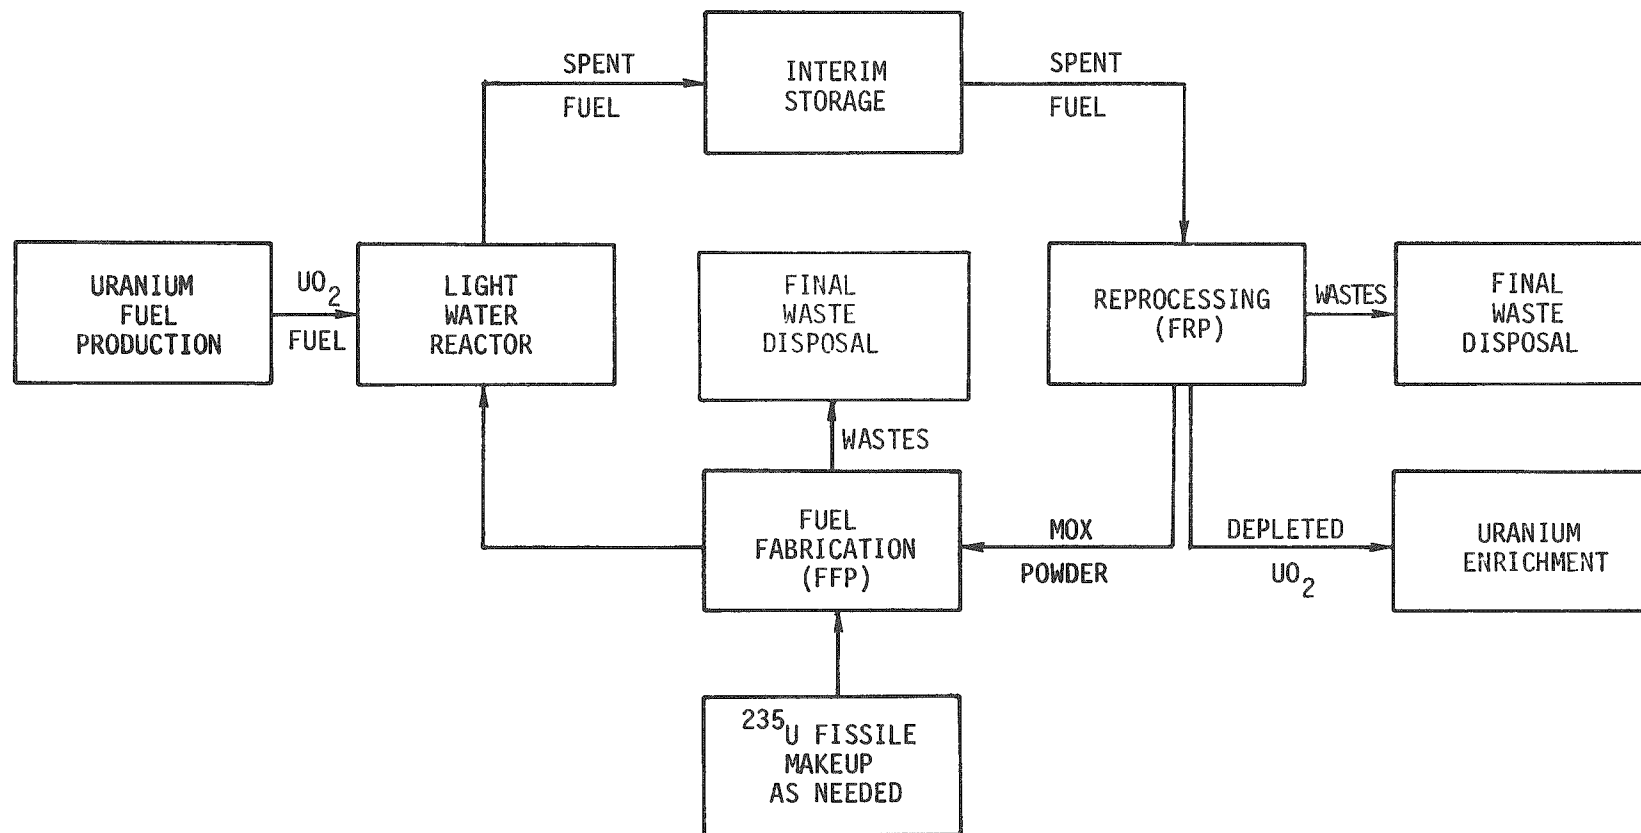 SPENT
FUEL
INTERIM
STORAGE
SPENT
FUEL
URANIUM
FUEL
PRODUCTION
UO2
FUEL
LIGHT
WATER
REACTOR
FINAL
WASTE
DISPOSAL
REPROCESSING
(FRP)
WASTES
FINAL
WASTE
DISPOSAL
WASTES
FUEL
FABRICATION
(FFP)
MOX
POWDER
DEPLETED
UO2
URANIUM
ENRICHMENT
235U FISSILE
MAKEUP
AS NEEDED